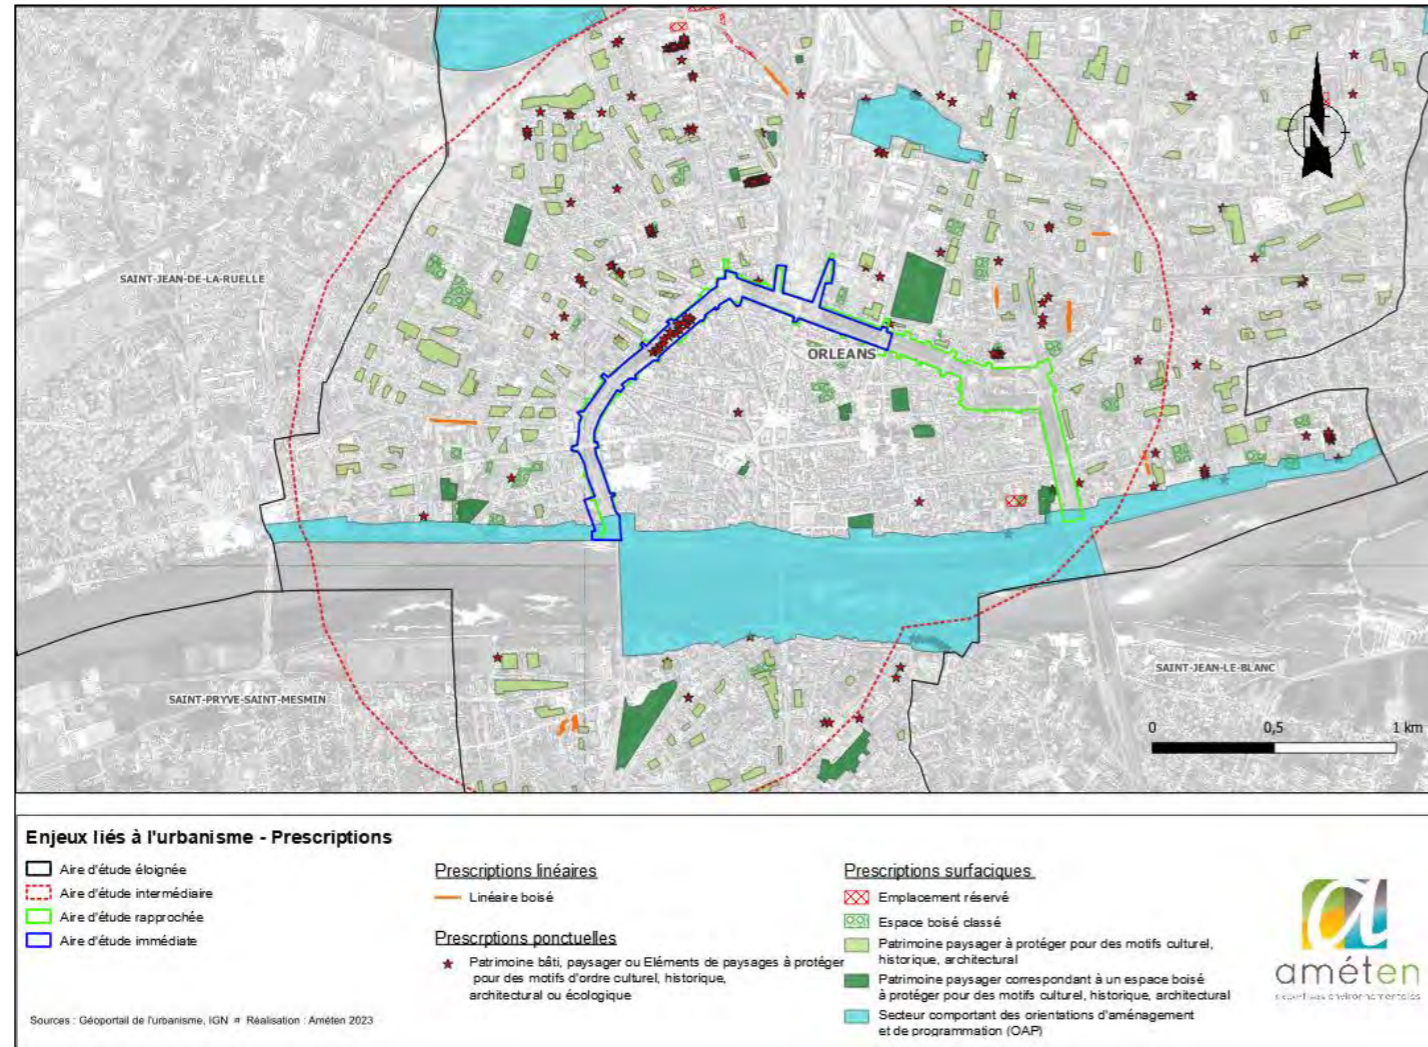 N
SAINT-JEAN-DE-LA-RUELLE
ORLEANS
SAINT-PRYVE-SAINT-MESMIN
SAINT-JEAN-LE-BLANC
0 0,5 1 km
Enjeux liés à l'urbanisme - Prescriptions
Aire d'étude éloignée
Aire d'étude intermédiaire
Aire d'étude rapprochée
Aire d'étude immédiate
Sources : Géoportail de l'urbanisme, IGN ¤ Réalisation : Améten 2023
Prescriptions linéaires
Linéaire boisé
Prescrptions ponctuelles
Patrimoine bâti, paysager ou Eléments de paysages à protéger
pour des motifs d'ordre culturel, historique,
architectural ou écologique
Prescriptions surfaciques
Emplacement réservé
Espace boisé classé
Patrimoine paysager à protéger pour des motifs culturel,
historique, architectural
Patrimoine paysager correspondant à un espace boisé
à protéger pour des motifs culturel, historique, architectural
Secteur comportant des orientations d'aménagement
et de programmation (OAP)
améten